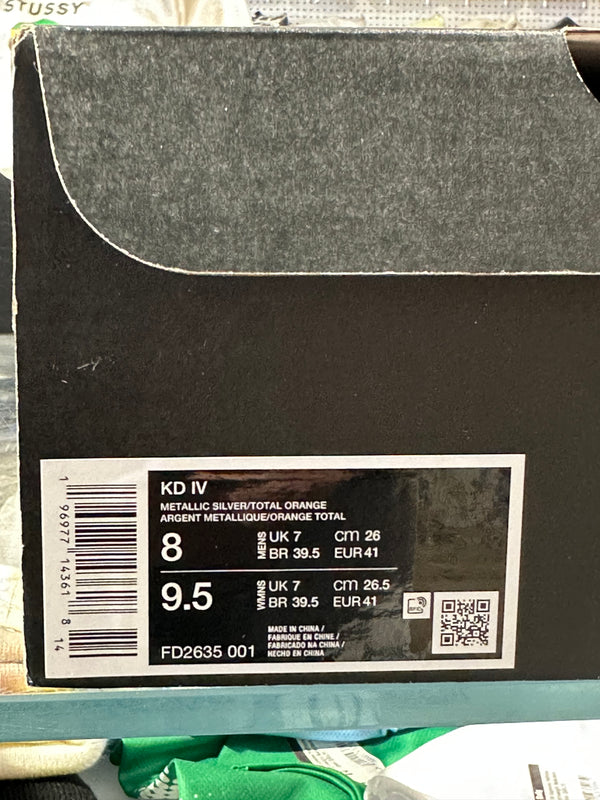 STUSSY
KD IV
METALLIC SILVER/TOTAL ORANGE
ARGENT METALLIQUE/ORANGE TOTAL
8 MENS UK 7 cm 26
BR 39.5 EUR 41
9.5 WMNS UK 7 cm 26.5
BR 39.5 EUR 41
MADE IN CHINA /
FABRIQUE EN CHINE /
FABRICADO NA CHINA /
HECHO EN CHINA
FD2635 001
RFID
1 96977 14361 8 14